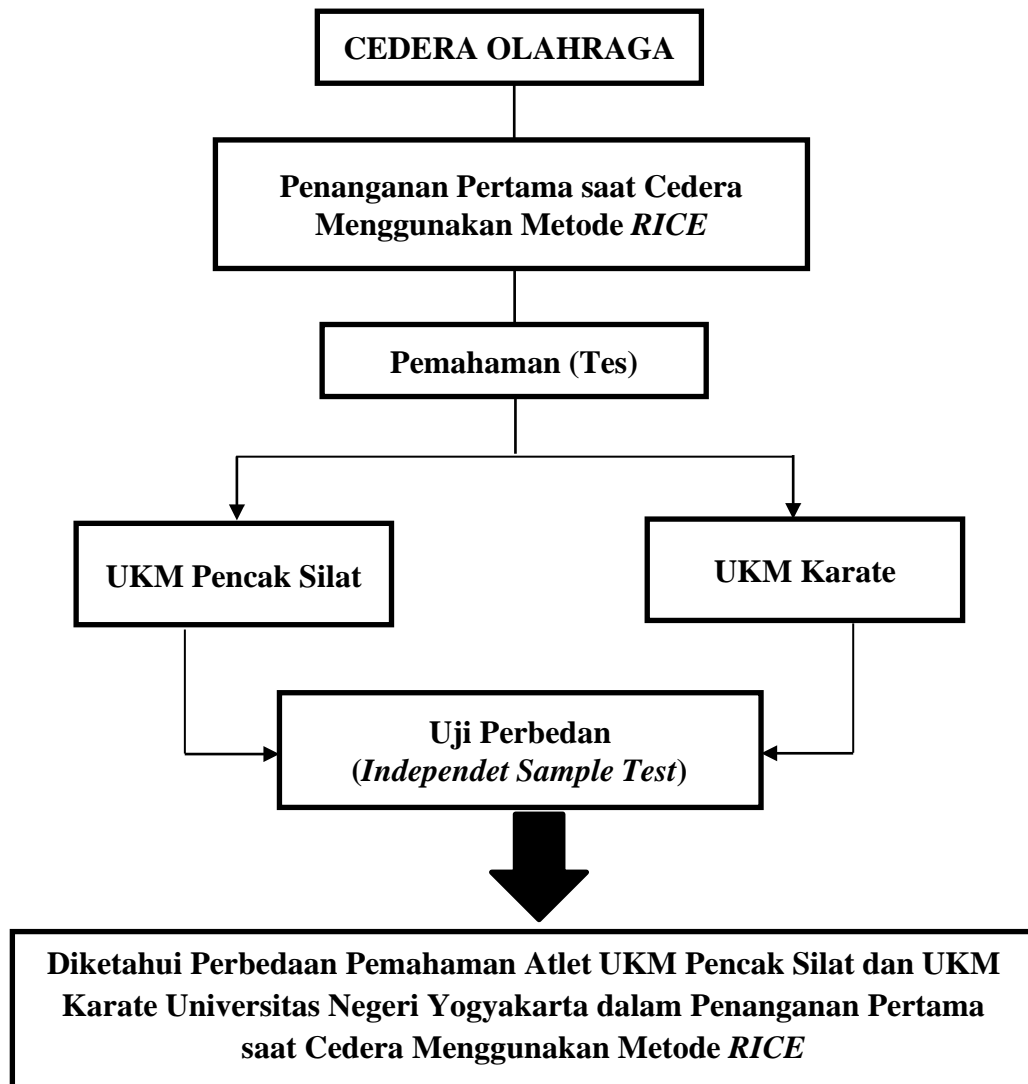 CEDERA OLAHRAGA
Penanganan Pertama saat Cedera
Menggunakan Metode RICE
Pemahaman (Tes)
UKM Pencak Silat
UKM Karate
Uji Perbedan
(Independet Sample Test)
Diketahui Perbedaan Pemahaman Atlet UKM Pencak Silat dan UKM
Karate Universitas Negeri Yogyakarta dalam Penanganan Pertama
saat Cedera Menggunakan Metode RICE